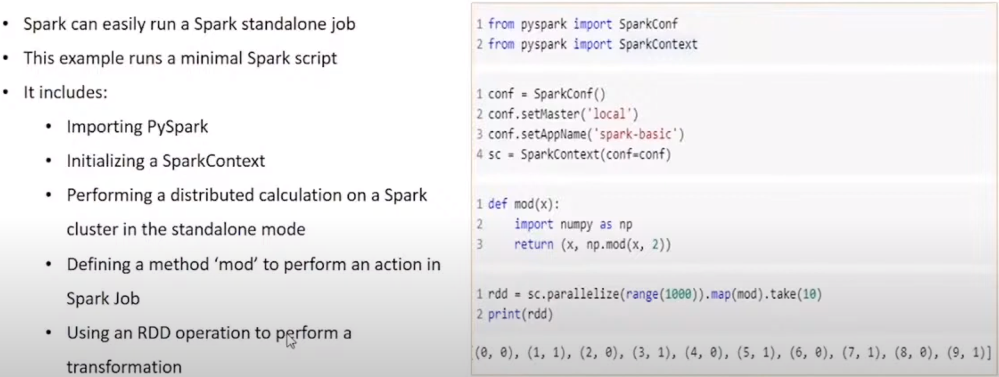 • Spark can easily run a Spark standalone job
• This example runs a minimal Spark script
• It includes:
• Importing PySpark
• Initializing a SparkContext
• Performing a distributed calculation on a Spark
cluster in the standalone mode
• Defining a method ‘mod’ to perform an action in
Spark Job
• Using an RDD operation to perform a
transformation
1 from pyspark import SparkConf
2 from pyspark import SparkContext
1 conf = SparkConf()
2 conf.setMaster('local')
3 conf.setAppName('spark-basic')
4 sc = SparkContext(conf=conf)
1 def mod(x):
2     import numpy as np
3     return (x, np.mod(x, 2))
1 rdd = sc.parallelize(range(1000)).map(mod).take(10)
2 print(rdd)
(0, 0), (1, 1), (2, 0), (3, 1), (4, 0), (5, 1), (6, 0), (7, 1), (8, 0), (9, 1)]